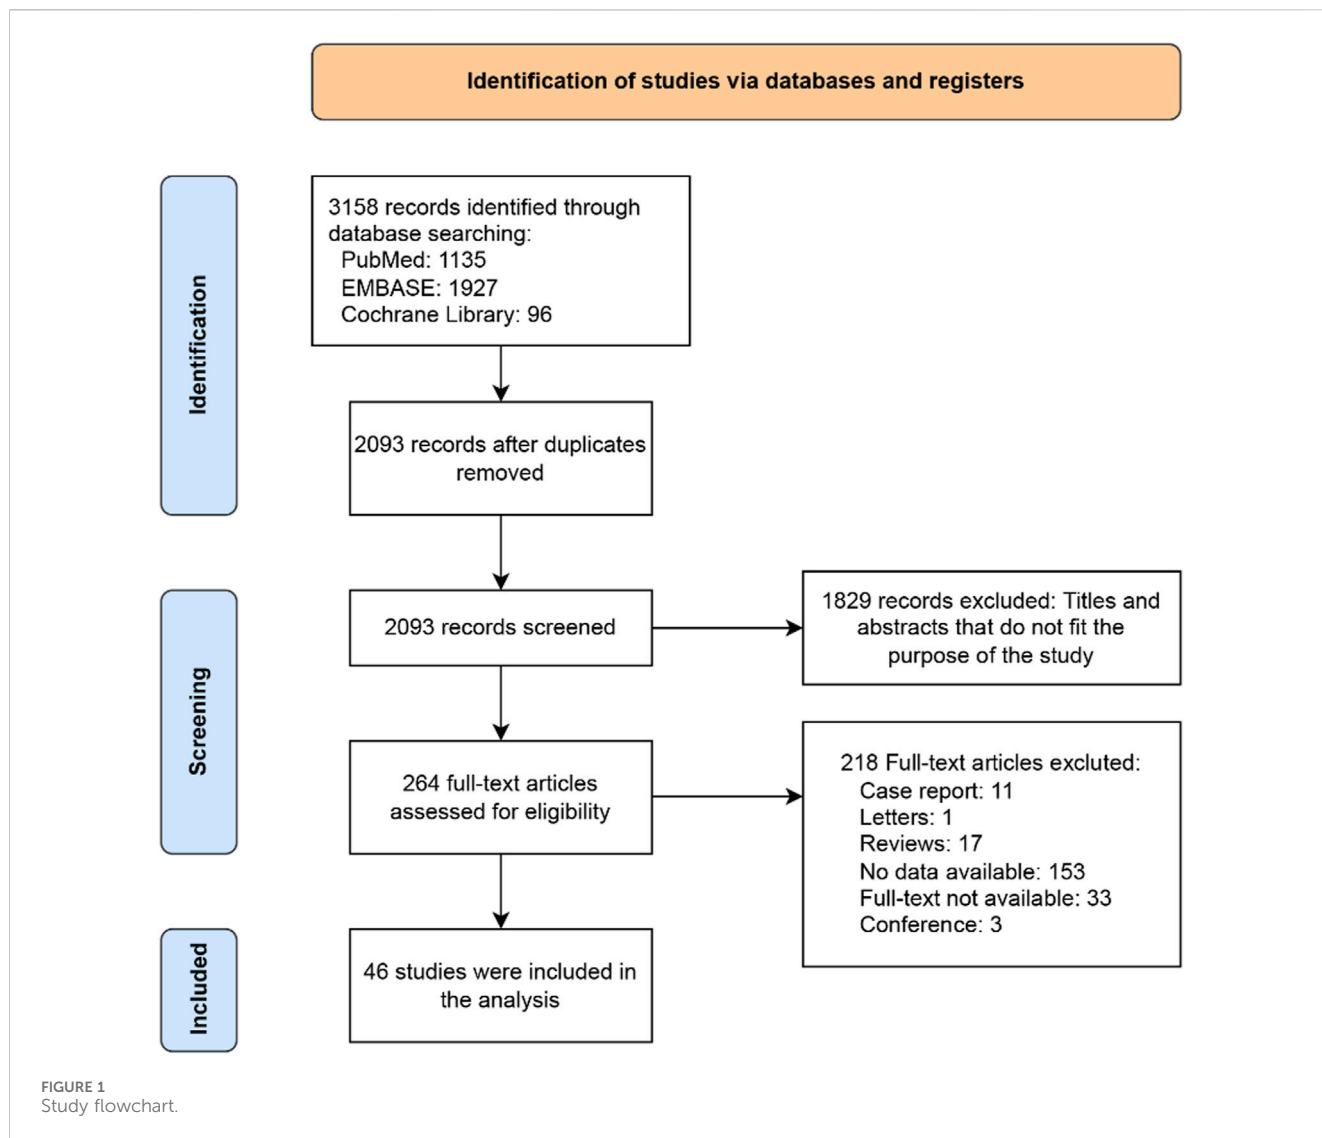 Identification of studies via databases and registers
Identification
3158 records identified through
database searching:
PubMed: 1135
EMBASE: 1927
Cochrane Library: 96
2093 records after duplicates
removed
Screening
2093 records screened
1829 records excluded: Titles and
abstracts that do not fit the
purpose of the study
264 full-text articles
assessed for eligibility
218 Full-text articles excluded:
Case report: 11
Letters: 1
Reviews: 17
No data available: 153
Full-text not available: 33
Conference: 3
Included
46 studies were included in
the analysis
FIGURE 1
Study flowchart.